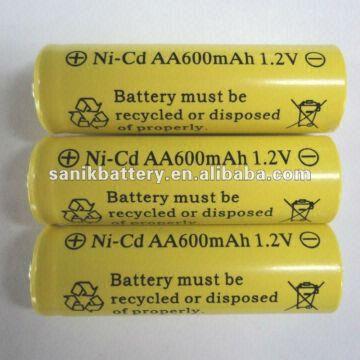 ⊕ Ni-Cd AA600mAh 1.2V ⊖
Battery must be
recycled or disposed
of properly.
⊕ Ni-Cd AA600mAh 1.2V ⊖
sanikbattery.en.alibaba.com
Battery must be
recycled or disposed
of properly.
⊕ Ni-Cd AA600mAh 1.2V ⊖
Battery must be
recycled or disposed
of properly.